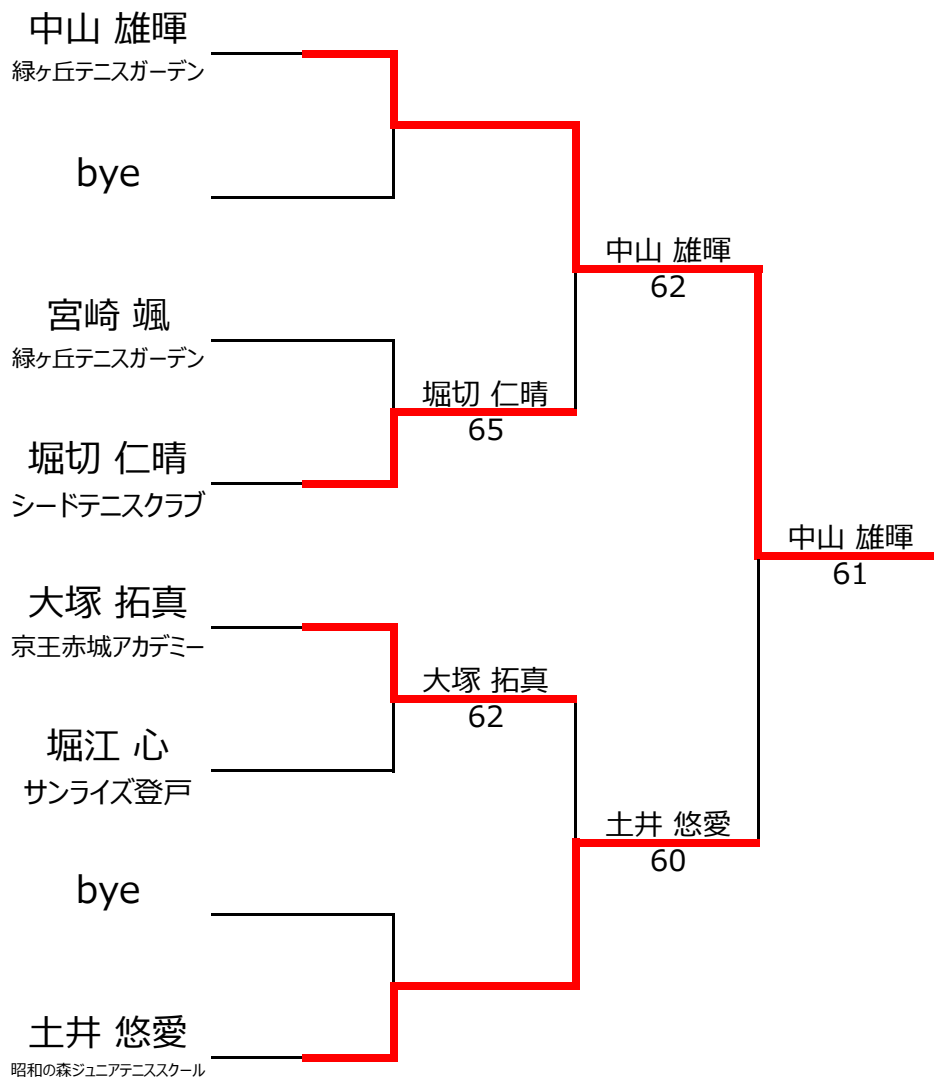 中山 雄暉
緑ヶ丘テニスガーデン
bye
中山 雄暉
62
宮崎 颯
緑ヶ丘テニスガーデン
堀切 仁晴
65
堀切 仁晴
シードテニスクラブ
中山 雄暉
61
大塚 拓真
京王赤城アカデミー
大塚 拓真
62
堀江 心
サンライズ登戸
土井 悠愛
60
bye
土井 悠愛
昭和の森ジュニアテニススクール